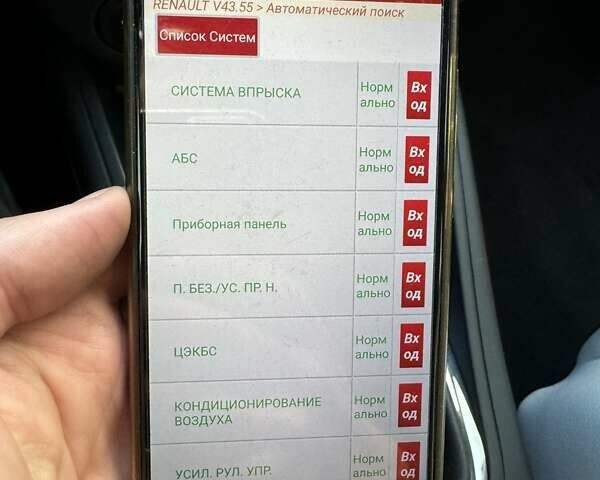 RENAULT V43.55 > Автоматический поиск
Список Систем
СИСТЕМА ВПРЫСКА
Норм
ально
Вх
од
АБС
Норм
ально
Вх
од
Приборная панель
Норм
ально
Вх
од
П. БЕЗ./УС. ПР. Н.
Норм
ально
Вх
од
ЦЭКБС
Норм
ально
Вх
од
КОНДИЦИОНИРОВАНИЕ
ВОЗДУХА
Норм
ально
Вх
од
УСИЛ. РУЛ. УПР.
Норм
ально
Вх
од